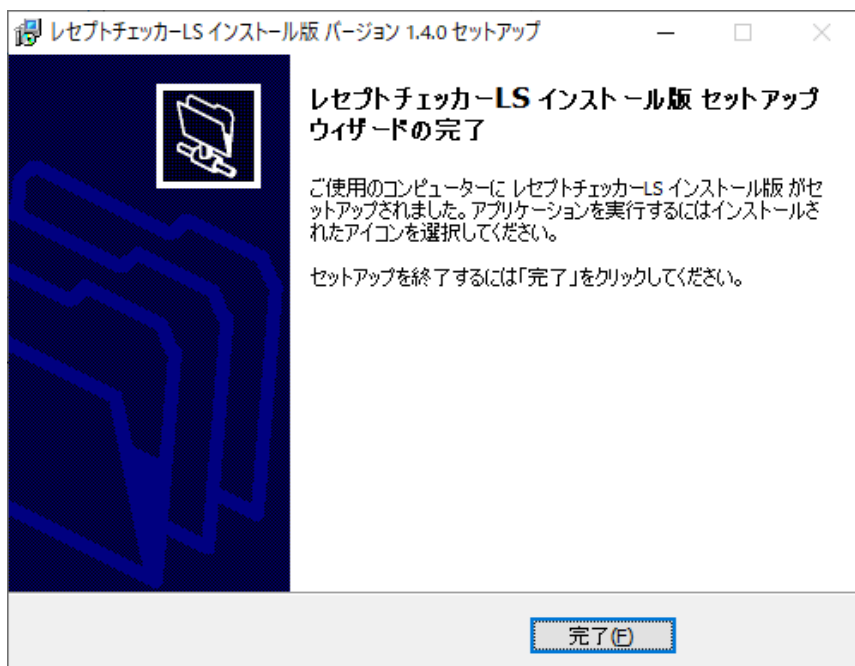 レセプトチェッカーLS インストール版 バージョン 1.4.0 セットアップ
レセプトチェッカーLS インストール版 セットアップ
ウィザードの完了
ご使用のコンピューターに レセプトチェッカーLS インストール版 がセ
ットアップされました。アプリケーションを実行するにはインストールさ
れたアイコンを選択してください。
セットアップを終了するには「完了」をクリックしてください。
完了(F)